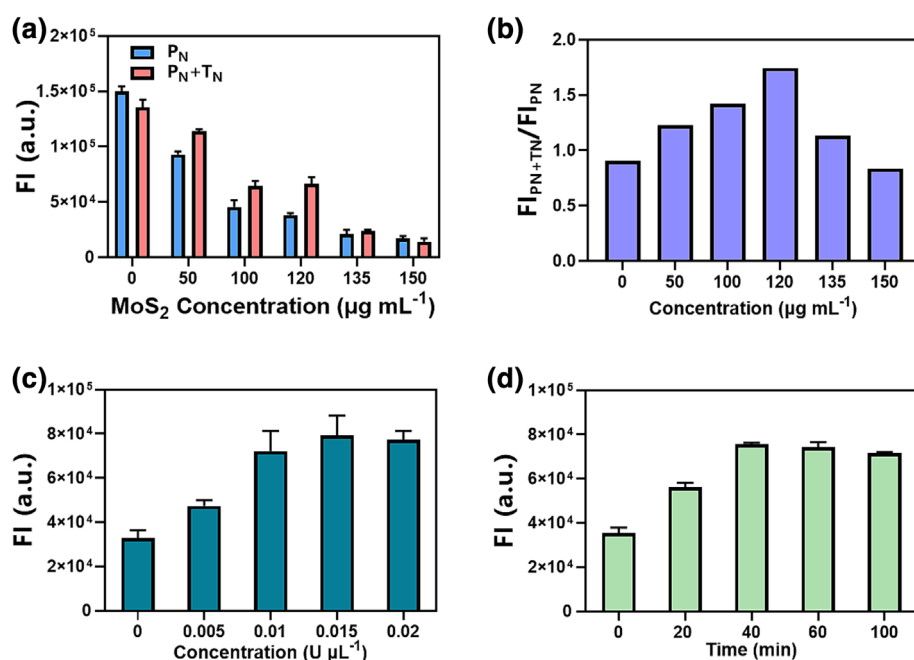 (a)
2×10⁵
1.5×10⁵
1×10⁵
5×10⁴
0
FI (a.u.)
P_N
P_N+T_N
0 50 100 120 135 150
MoS₂ Concentration (µg mL⁻¹)
(b)
2.0
1.5
1.0
0.5
0.0
FI_PN+TN/FI_PN
0 50 100 120 135 150
Concentration (µg mL⁻¹)
(c)
1×10⁵
8×10⁴
6×10⁴
4×10⁴
2×10⁴
0
FI (a.u.)
0 0.005 0.01 0.015 0.02
Concentration (U µL⁻¹)
(d)
1×10⁵
8×10⁴
6×10⁴
4×10⁴
2×10⁴
0
FI (a.u.)
0 20 40 60 100
Time (min)